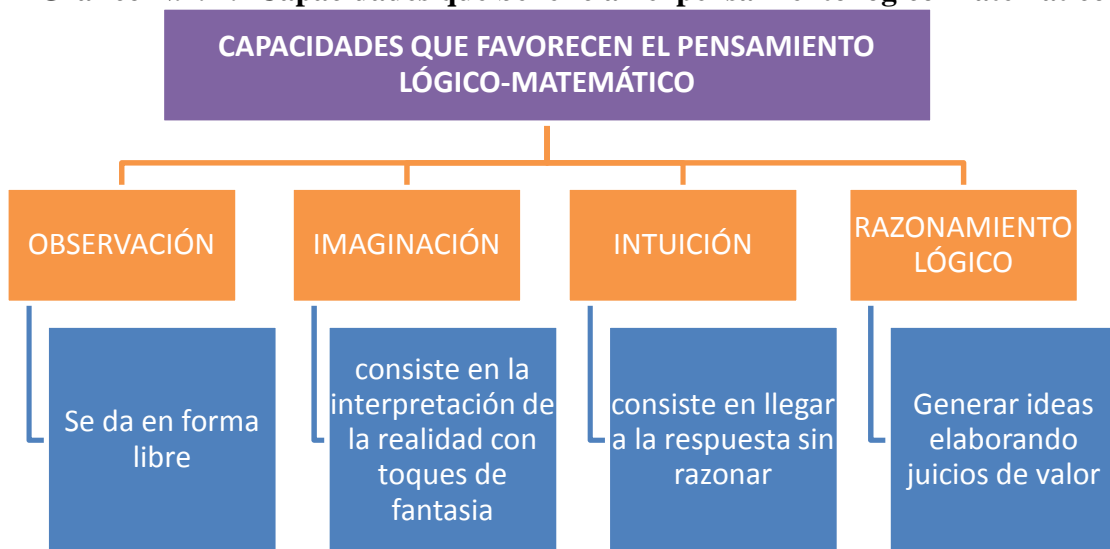 CAPACIDADES QUE FAVORECEN EL PENSAMIENTO
LÓGICO-MATEMÁTICO
OBSERVACIÓN
IMAGINACIÓN
INTUICIÓN
RAZONAMIENTO
LÓGICO
Se da en forma
libre
consiste en la
interpretación de
la realidad con
toques de
fantasia
consiste en llegar
a la respuesta sin
razonar
Generar ideas
elaborando
juicios de valor